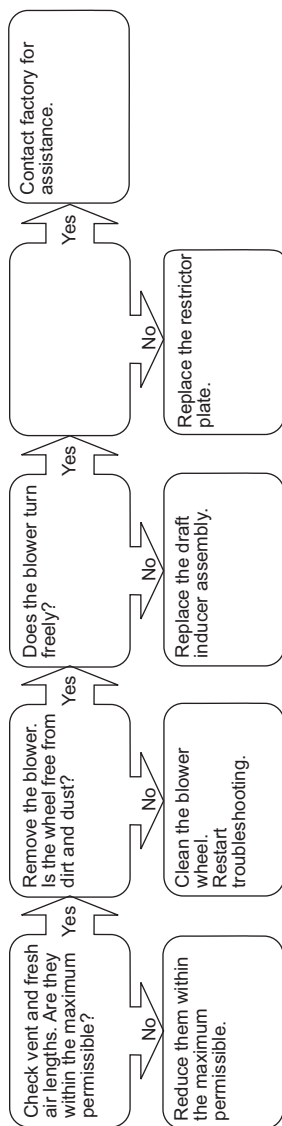 Check vent and fresh
air lengths. Are they
within the maximum
permissible?
Yes
No
Reduce them within
the maximum
permissible.
Remove the blower.
Is the wheel free from
dirt and dust?
Yes
No
Clean the blower
wheel.
Restart
troubleshooting.
Does the blower turn
freely?
Yes
No
Replace the draft
inducer assembly.
Yes
No
Replace the restrictor
plate.
Contact factory for
assistance.